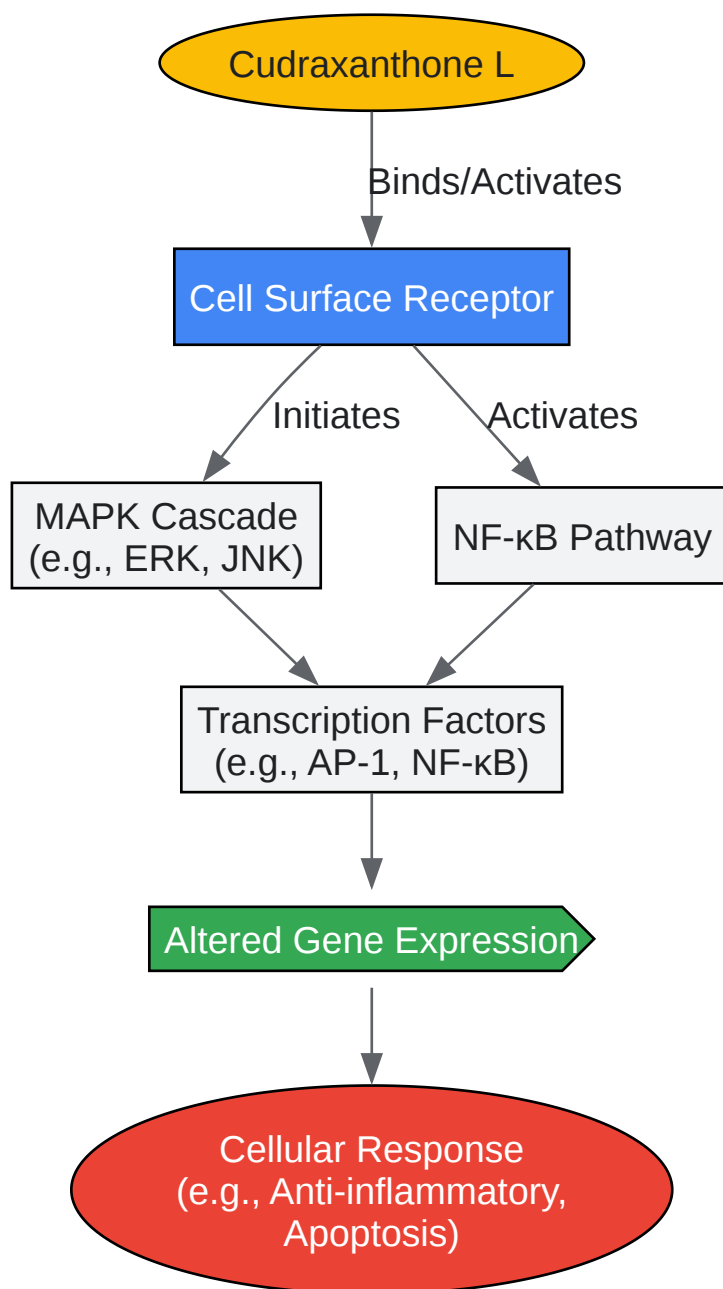 Cudraxanthone L
Binds/Activates
Cell Surface Receptor
Initiates
Activates
MAPK Cascade
(e.g., ERK, JNK)
NF-κB Pathway
Transcription Factors
(e.g., AP-1, NF-κB)
Altered Gene Expression
Cellular Response
(e.g., Anti-inflammatory,
Apoptosis)